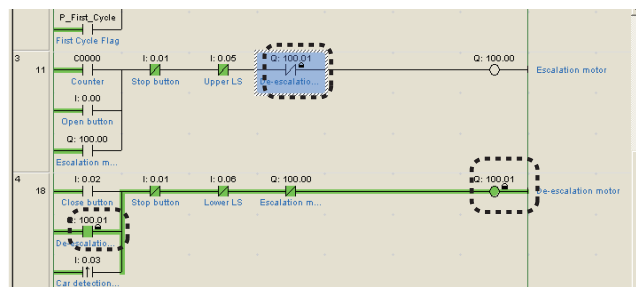 P_First_Cycle
First Cycle Flag
3
11
C0000
I: 0.01
I: 0.05
Q: 100.01
Q: 100.00
Counter
Stop button
Upper LS
De-escalatio...
Escalation motor
I: 0.00
Open button
Q: 100.00
Escalation m...
4
18
I: 0.02
I: 0.01
I: 0.06
Q: 100.00
Q: 100.01
Close button
Stop button
Lower LS
Escalation m...
De-escalation motor
Q: 100.01
De-escalatio...
I: 0.03
Car detection...